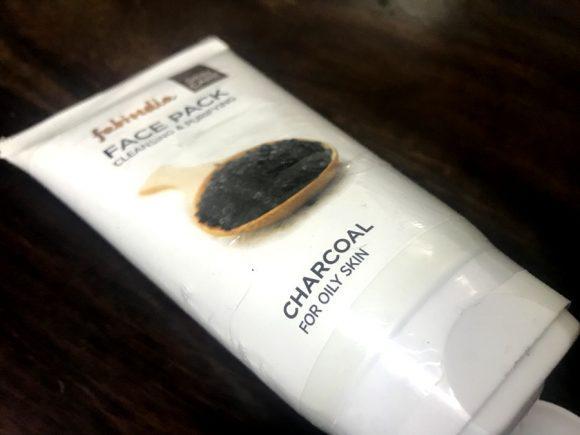 fabindia
FACE PACK
CLEANSING & PURIFYING
CHARCOAL
FOR OILY SKIN